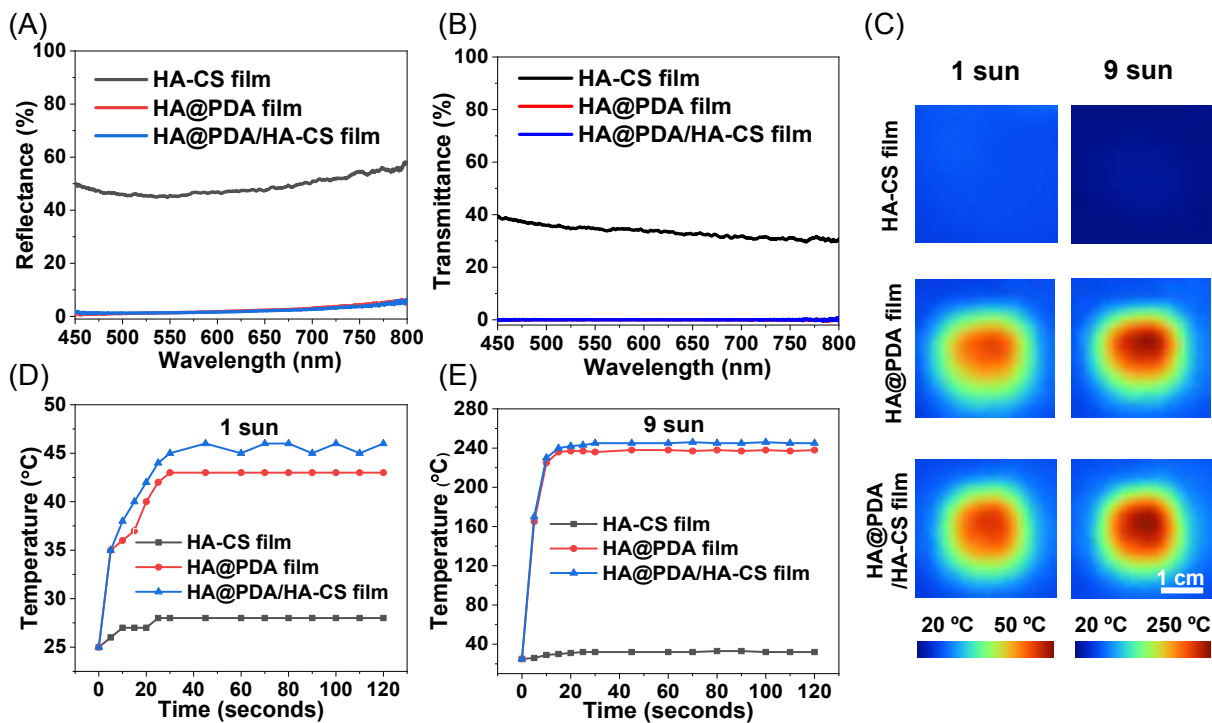 (A)
100
80
60
40
20
0
450 500 550 600 650 700 750 800
Reflectance (%)
Wavelength (nm)
HA-CS film
HA@PDA film
HA@PDA/HA-CS film
(B)
100
80
60
40
20
0
450 500 550 600 650 700 750 800
Transmittance (%)
Wavelength (nm)
HA-CS film
HA@PDA film
HA@PDA/HA-CS film
(C)
1 sun 9 sun
HA-CS film
HA@PDA film
HA@PDA
/HA-CS film
1 cm
20 ºC 50 ºC
20 ºC 250 ºC
(D)
1 sun
50
45
40
35
30
25
0 20 40 60 80 100 120
Temperature (°C)
Time (seconds)
HA-CS film
HA@PDA film
HA@PDA/HA-CS film
(E)
9 sun
280
240
200
160
120
80
40
0 20 40 60 80 100 120
Temperature (°C)
Time (seconds)
HA-CS film
HA@PDA film
HA@PDA/HA-CS film